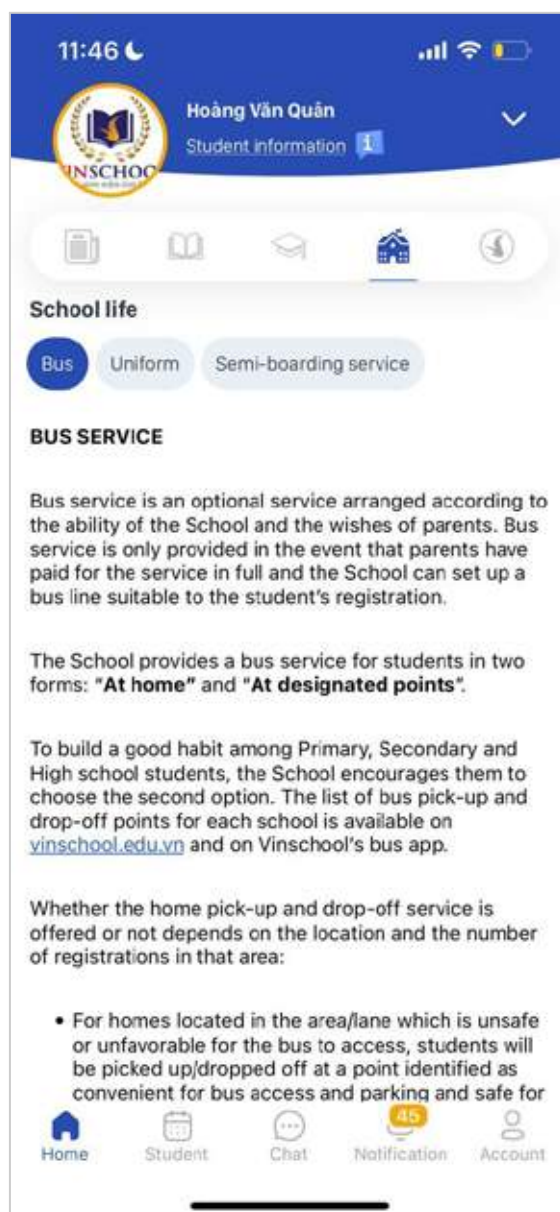 11:46
Hoàng Văn Quân
Student information
VINSCHOOL
School life
Bus
Uniform
Semi-boarding service
BUS SERVICE
Bus service is an optional service arranged according to
the ability of the School and the wishes of parents. Bus
service is only provided in the event that parents have
paid for the service in full and the School can set up a
bus line suitable to the student's registration.
The School provides a bus service for students in two
forms: "At home" and "At designated points".
To build a good habit among Primary, Secondary and
High school students, the School encourages them to
choose the second option. The list of bus pick-up and
drop-off points for each school is available on
vinschool.edu.vn and on Vinschool's bus app.
Whether the home pick-up and drop-off service is
offered or not depends on the location and the number
of registrations in that area:
• For homes located in the area/lane which is unsafe
or unfavorable for the bus to access, students will
be picked up/dropped off at a point identified as
convenient for bus access and parking and safe for
45
Home
Student
Chat
Notification
Account